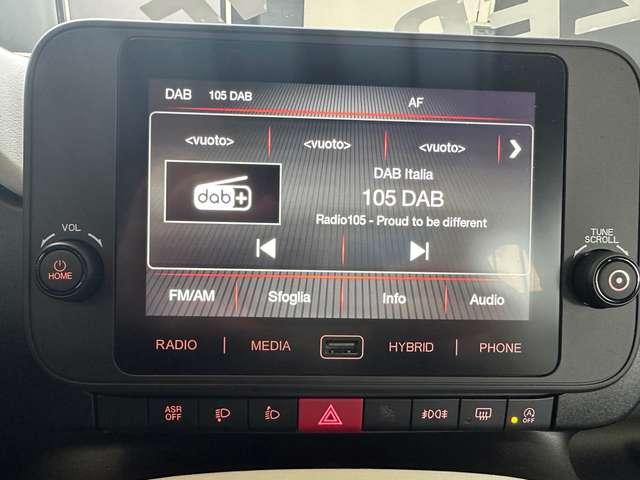 DAB 105 DAB AF
<vuoto> <vuoto> <vuoto>
DAB Italia
dab+
105 DAB
Radio105 - Proud to be different
VOL
HOME
TUNE
SCROLL
FM/AM Sfoglia Info Audio
RADIO MEDIA HYBRID PHONE
ASR
OFF
A
OFF